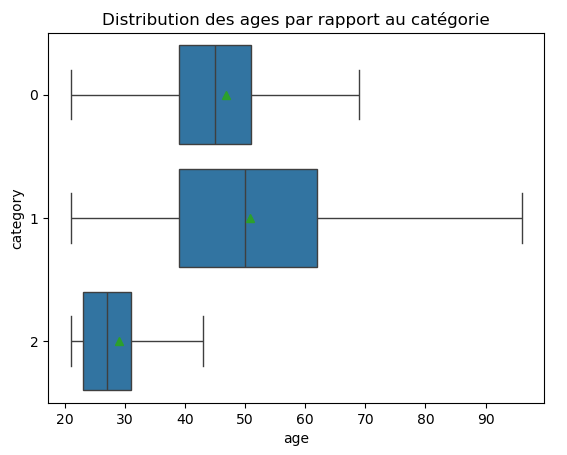 Distribution des ages par rapport au catégorie
0
1
2
category
20 30 40 50 60 70 80 90
age